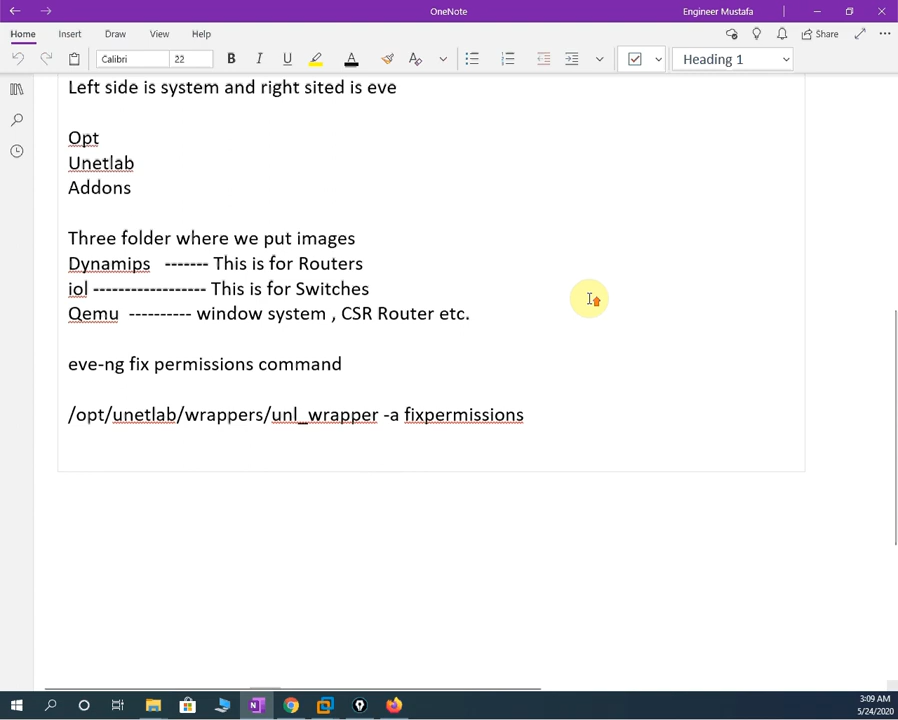 OneNote
Engineer Mustafa
Home
Insert
Draw
View
Help
Share
Calibri
22
B
I
U
A
Heading 1
Left side is system and right sited is eve
Opt
Unetlab
Addons
Three folder where we put images
Dynamips ------- This is for Routers
iol ------------------ This is for Switches
Qemu ---------- window system , CSR Router etc.
eve-ng fix permissions command
/opt/unetlab/wrappers/unl_wrapper -a fixpermissions
3:09 AM
5/24/2020